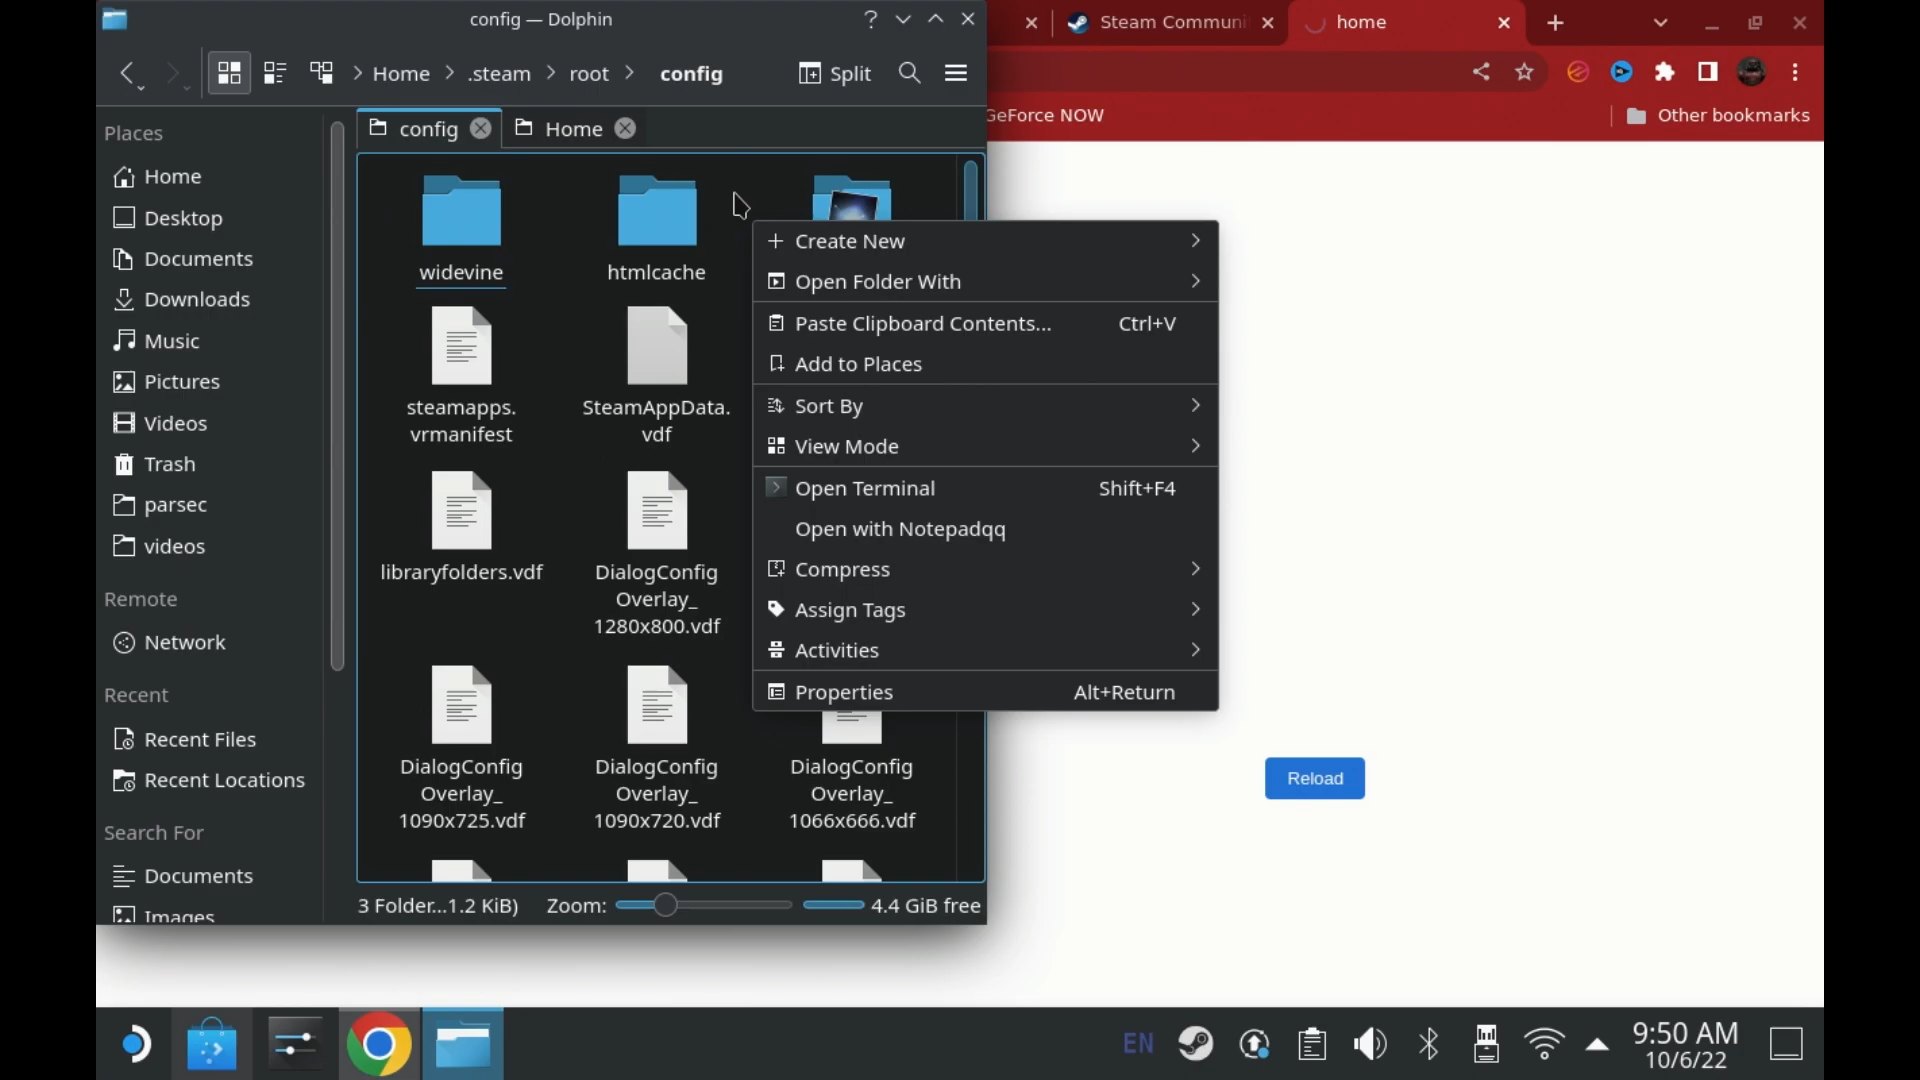 config — Dolphin
Steam Communi
home
Home
.steam
root
config
Split
GeForce NOW
Other bookmarks
Places
config
Home
Home
Desktop
Documents
Downloads
Music
Pictures
Videos
Trash
parsec
videos
Remote
Network
Recent
Recent Files
Recent Locations
Search For
Documents
Images
widevine
htmlcache
steamapps.
vrmanifest
SteamAppData.
vdf
libraryfolders.vdf
DialogConfig
Overlay_
1280x800.vdf
DialogConfig
Overlay_
1090x725.vdf
DialogConfig
Overlay_
1090x720.vdf
DialogConfig
Overlay_
1066x666.vdf
Create New
Open Folder With
Paste Clipboard Contents... Ctrl+V
Add to Places
Sort By
View Mode
Open Terminal Shift+F4
Open with Notepadqq
Compress
Assign Tags
Activities
Properties Alt+Return
Reload
3 Folder...1.2 KiB)
Zoom:
4.4 GiB free
EN
9:50 AM
10/6/22